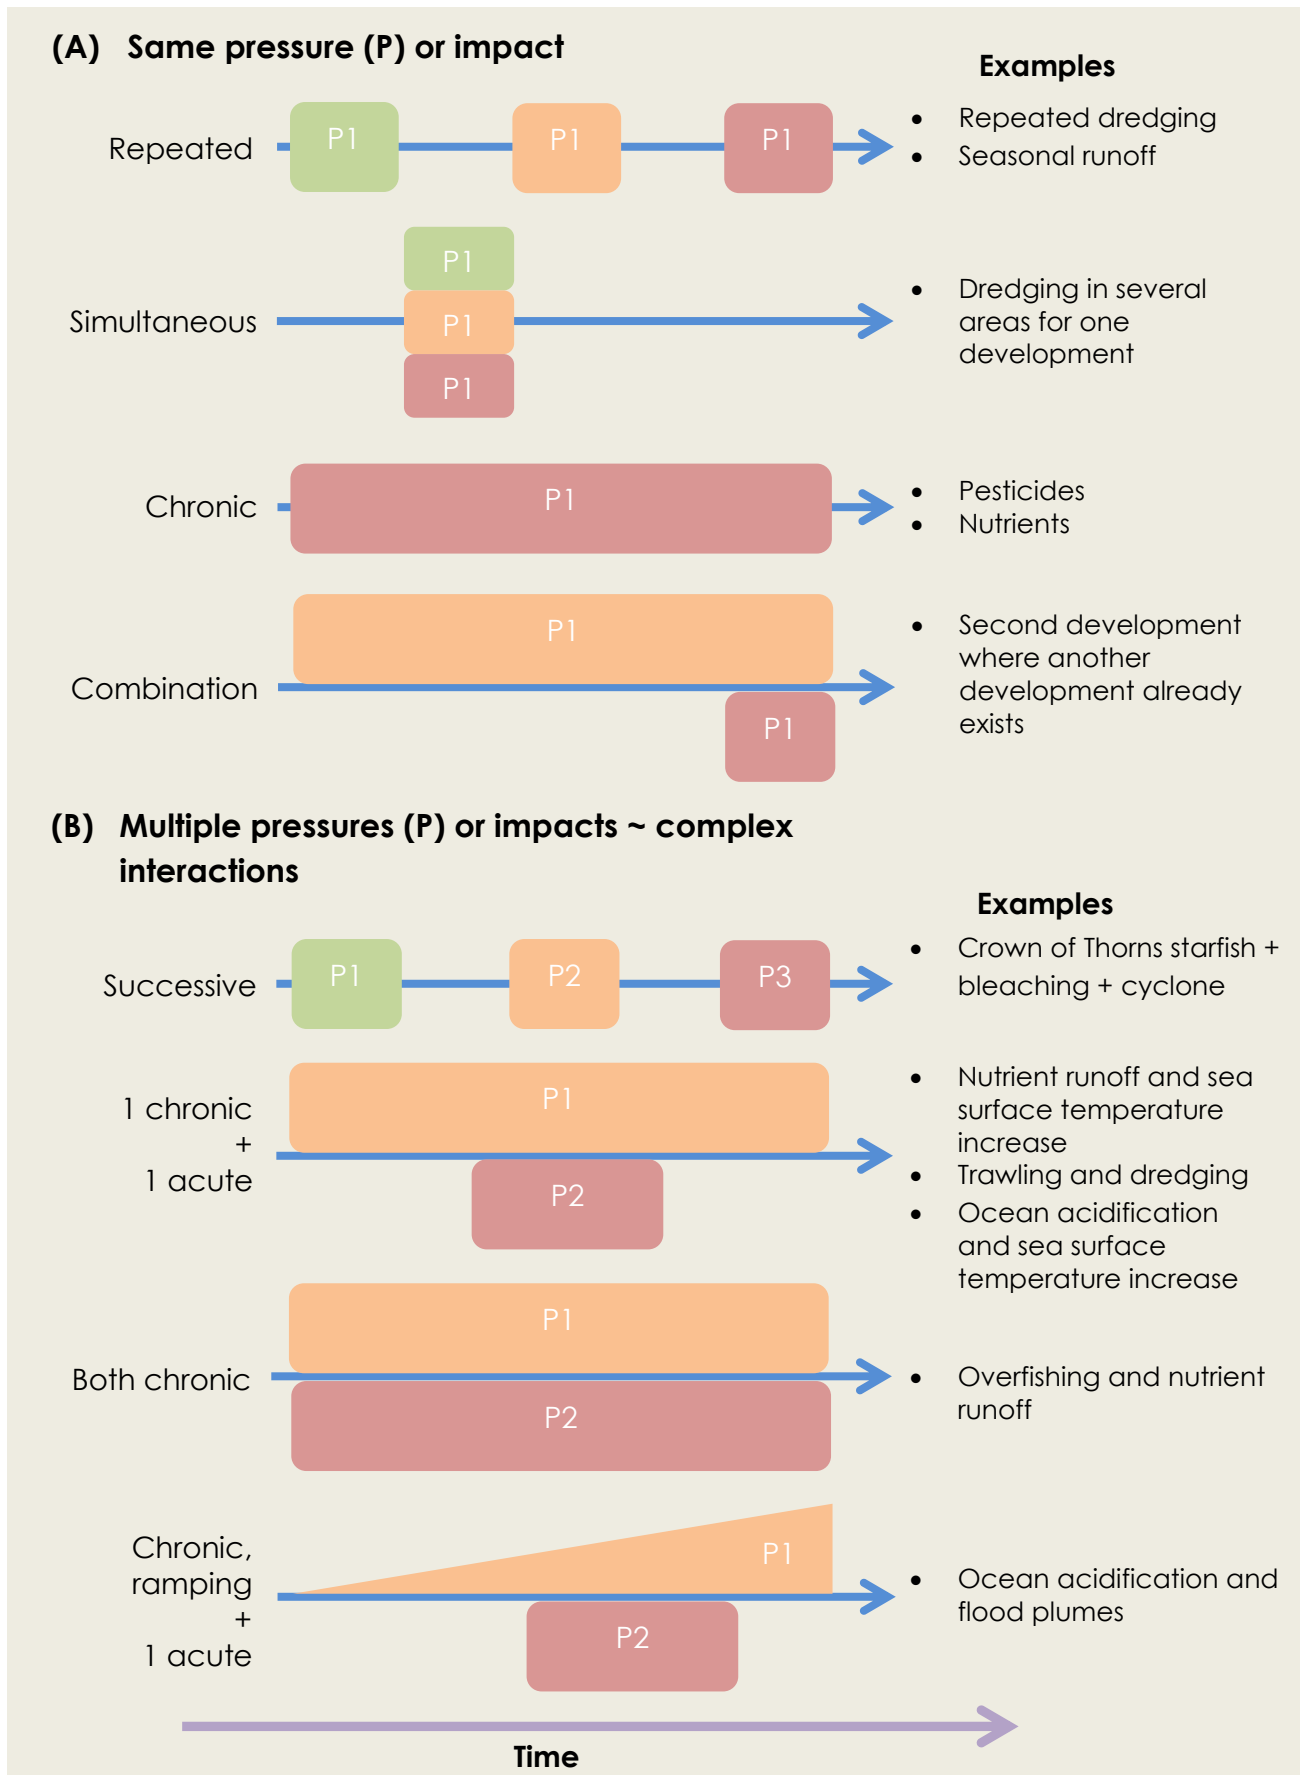 (A) Same pressure (P) or impact
Examples
Repeated
P1
P1
P1
• Repeated dredging
• Seasonal runoff
Simultaneous
P1
P1
P1
• Dredging in several
areas for one
development
Chronic
P1
• Pesticides
• Nutrients
Combination
P1
P1
• Second development
where another
development already
exists
(B) Multiple pressures (P) or impacts ~ complex
interactions
Examples
Successive
P1
P2
P3
• Crown of Thorns starfish +
bleaching + cyclone
1 chronic
+
1 acute
P1
P2
• Nutrient runoff and sea
surface temperature
increase
• Trawling and dredging
• Ocean acidification
and sea surface
temperature increase
Both chronic
P1
P2
• Overfishing and nutrient
runoff
Chronic,
ramping
+
1 acute
P1
P2
• Ocean acidification and
flood plumes
Time